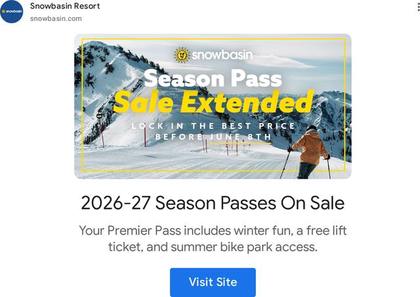 Snowbasin Resort
snowbasin.com
snowbasin
snowbasin
Season Pass
Sale Extended
LOCK IN THE BEST PRICE
BEFORE JUNE 8TH
2026-27 Season Passes On Sale
Your Premier Pass includes winter fun, a free lift
ticket, and summer bike park access.
Visit Site